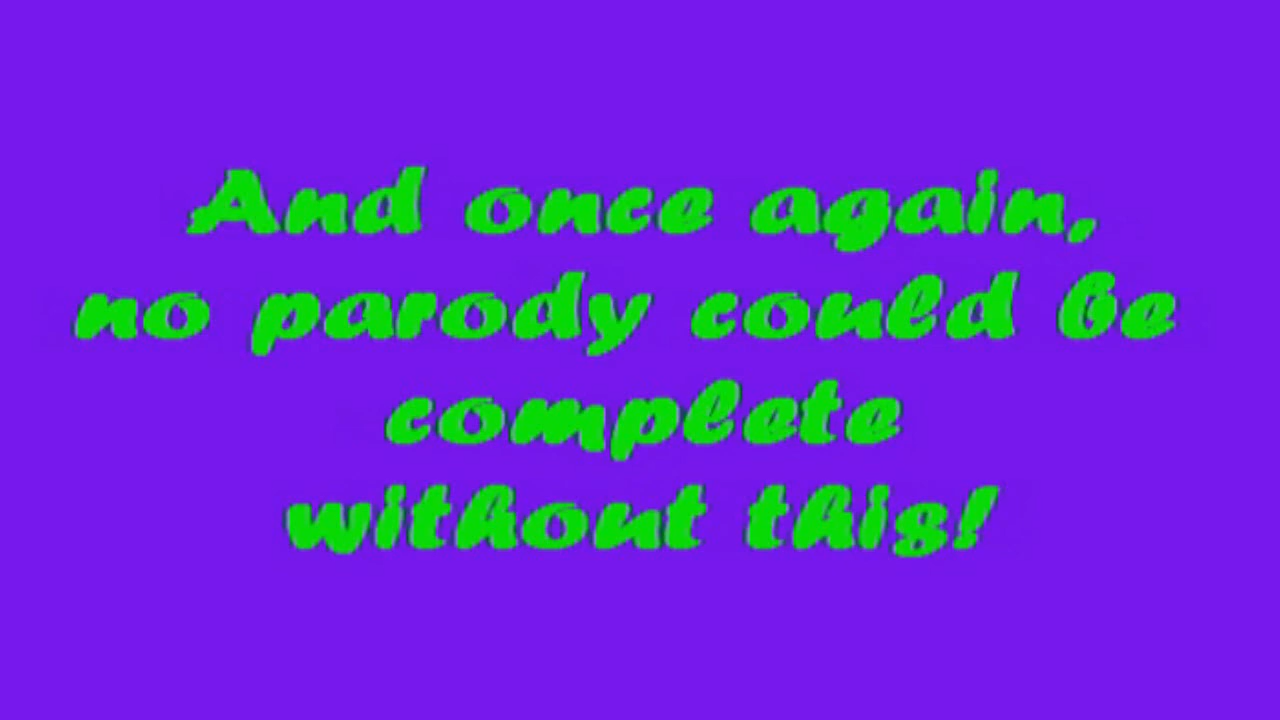 And once again,
no parody could be
complete
without this!